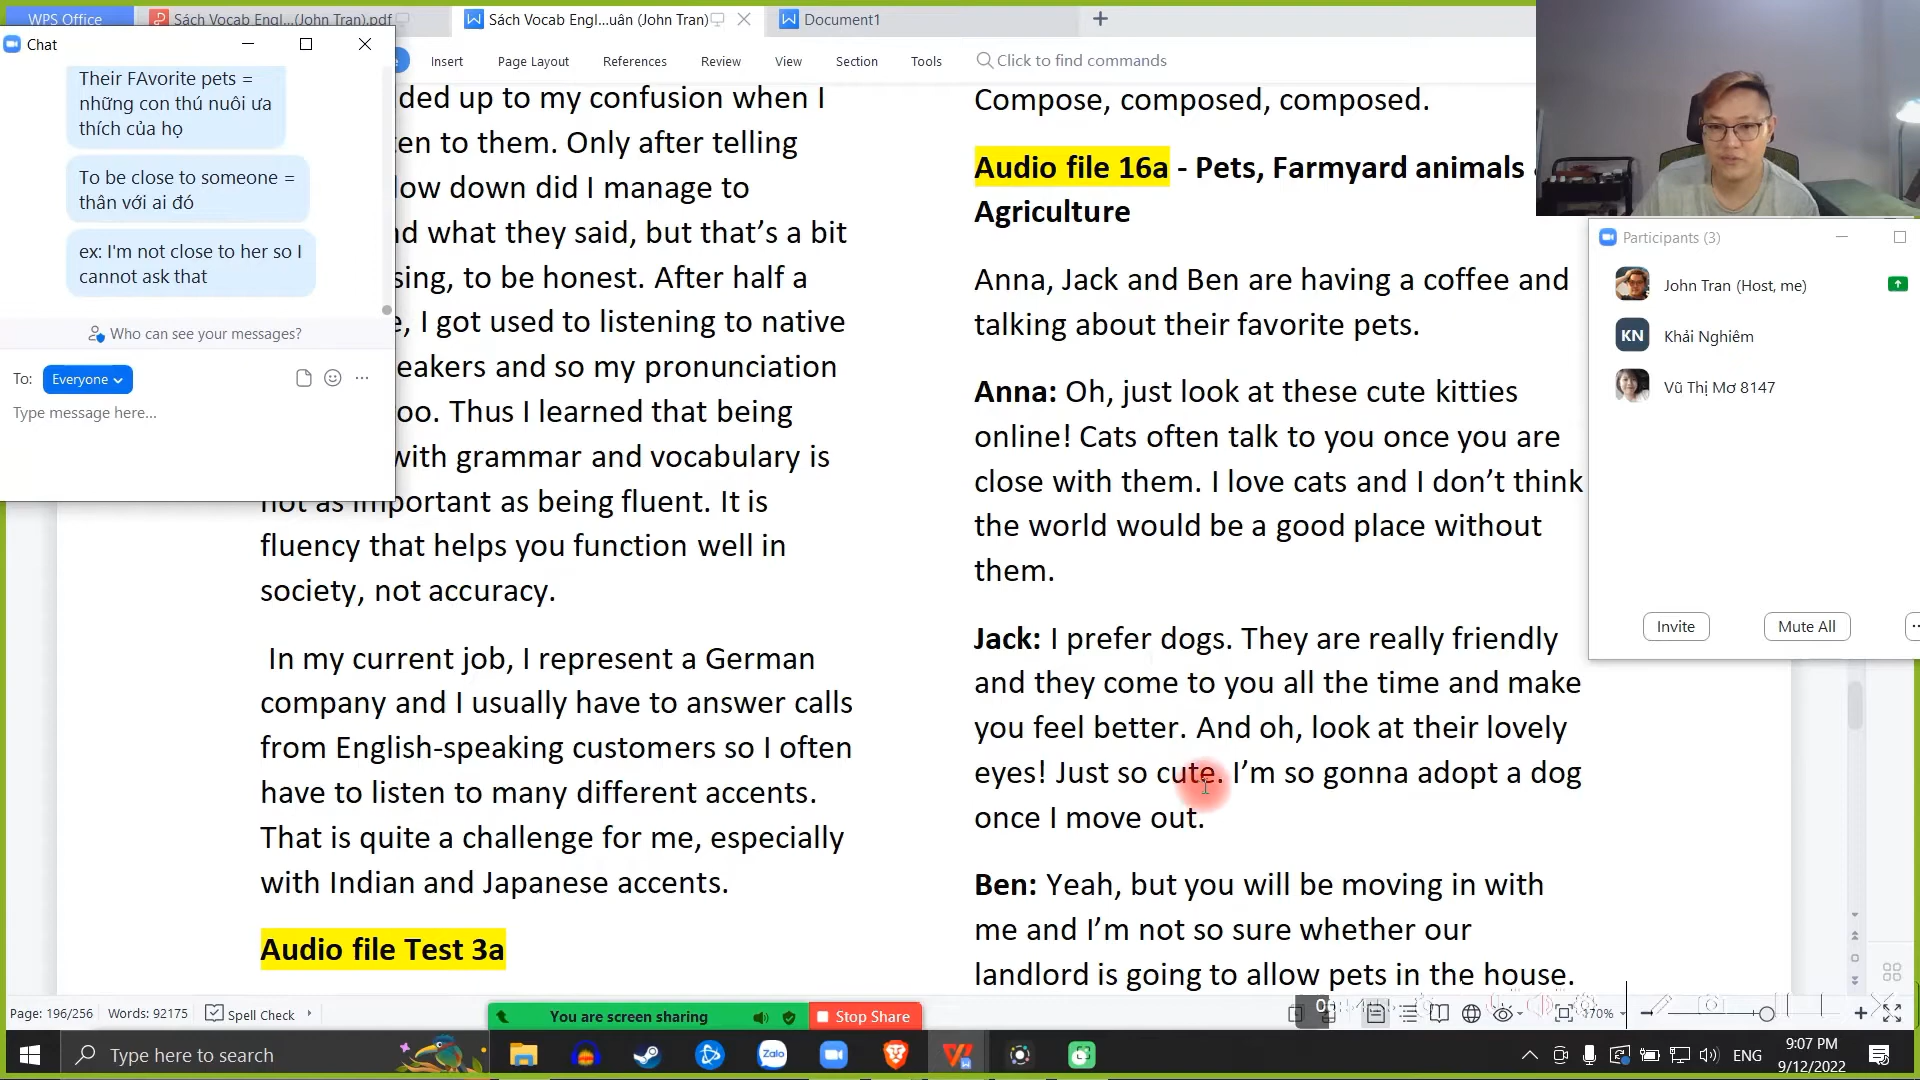 WPS Office
Sách Vocab Engl...(John Tran).pdf
Sách Vocab Engl...uân (John Tran)
Document1
Chat
Insert
Page Layout
References
Review
View
Section
Tools
Click to find commands
Their FAvorite pets =
những con thú nuôi ưa
thích của họ
To be close to someone =
thân với ai đó
ex: I'm not close to her so I
cannot ask that
Who can see your messages?
To: Everyone
Type message here...
ded up to my confusion when I
ten to them. Only after telling
low down did I manage to
d what they said, but that’s a bit
sing, to be honest. After half a
e, I got used to listening to native
eakers and so my pronunciation
oo. Thus I learned that being
with grammar and vocabulary is
not as important as being fluent. It is
fluency that helps you function well in
society, not accuracy.
In my current job, I represent a German
company and I usually have to answer calls
from English-speaking customers so I often
have to listen to many different accents.
That is quite a challenge for me, especially
with Indian and Japanese accents.
Audio file Test 3a
Compose, composed, composed.
Audio file 16a - Pets, Farmyard animals
Agriculture
Anna, Jack and Ben are having a coffee and
talking about their favorite pets.
Anna: Oh, just look at these cute kitties
online! Cats often talk to you once you are
close with them. I love cats and I don’t think
the world would be a good place without
them.
Jack: I prefer dogs. They are really friendly
and they come to you all the time and make
you feel better. And oh, look at their lovely
eyes! Just so cute. I’m so gonna adopt a dog
once I move out.
Ben: Yeah, but you will be moving in with
me and I’m not so sure whether our
landlord is going to allow pets in the house.
Participants (3)
John Tran (Host, me)
KN Khải Nghiêm
Vũ Thị Mơ 8147
Invite
Mute All
Page: 196/256
Words: 92175
Spell Check
You are screen sharing
Stop Share
170%
Type here to search
Zalo
ENG
9:07 PM
9/12/2022